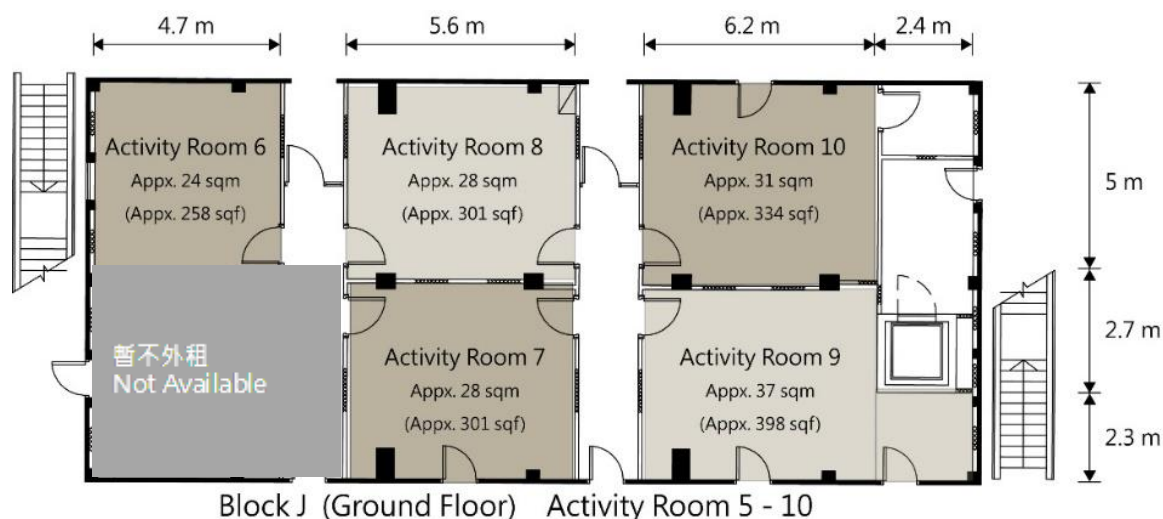 4.7 m
5.6 m
6.2 m
2.4 m
Activity Room 6
Appx. 24 sqm
(Appx. 258 sqf)
Activity Room 8
Appx. 28 sqm
(Appx. 301 sqf)
Activity Room 10
Appx. 31 sqm
(Appx. 334 sqf)
5 m
暫不外租
Not Available
Activity Room 7
Appx. 28 sqm
(Appx. 301 sqf)
Activity Room 9
Appx. 37 sqm
(Appx. 398 sqf)
2.7 m
2.3 m
Block J (Ground Floor) Activity Room 5 - 10